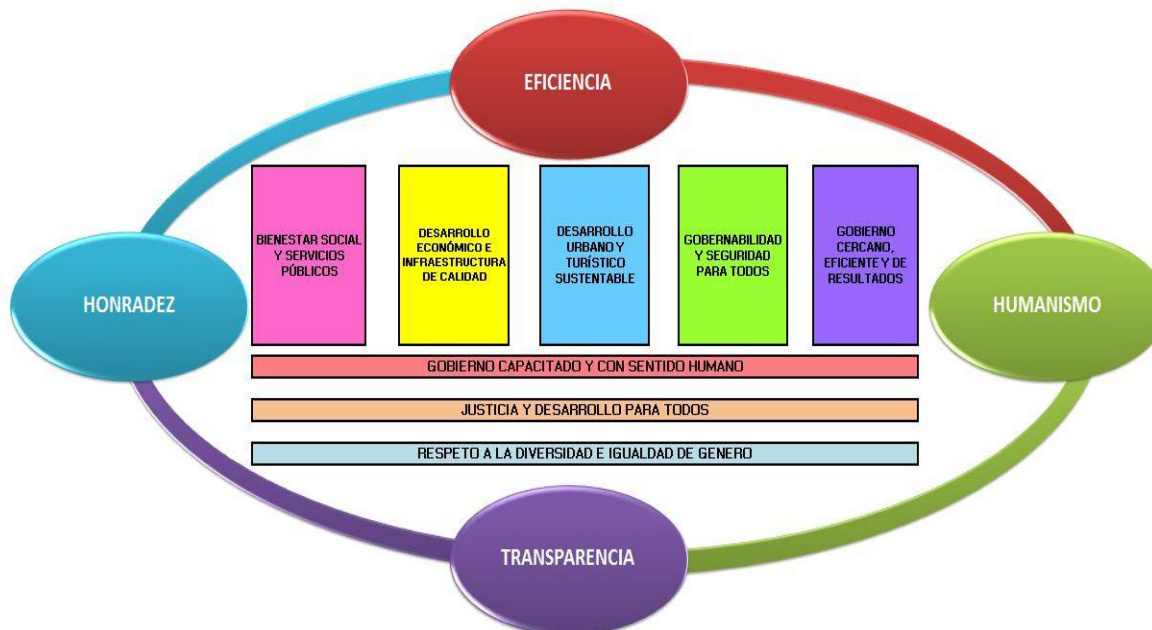 EFICIENCIA
BIENESTAR SOCIAL
Y SERVICIOS
PÚBLICOS
DESARROLLO
ECONÓMICO E
INFRAESTRUCTURA
DE CALIDAD
DESARROLLO
URBANO Y
TURÍSTICO
SUSTENTABLE
GOBERNABILIDAD
Y SEGURIDAD
PARA TODOS
GOBIERNO
CERCANO,
EFICIENTE Y DE
RESULTADOS
HONRADEZ
HUMANISMO
GOBIERNO CAPACITADO Y CON SENTIDO HUMANO
JUSTICIA Y DESARROLLO PARA TODOS
RESPETO A LA DIVERSIDAD E IGUALDAD DE GENERO
TRANSPARENCIA